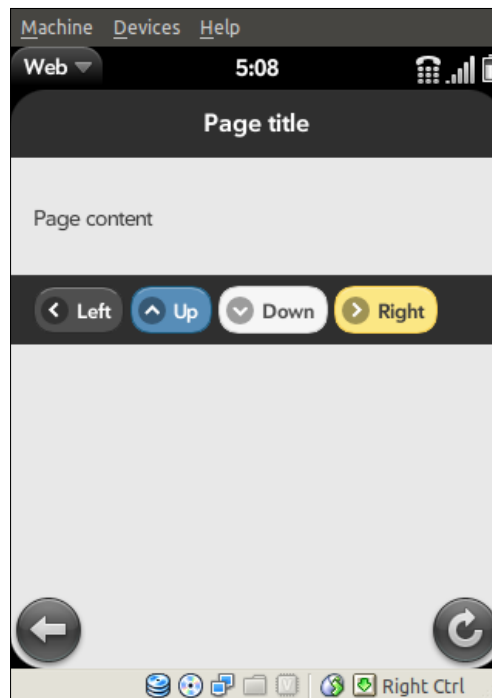 Machine Devices Help
Web 5:08
Page title
Page content
Left Up Down Right
Right Ctrl